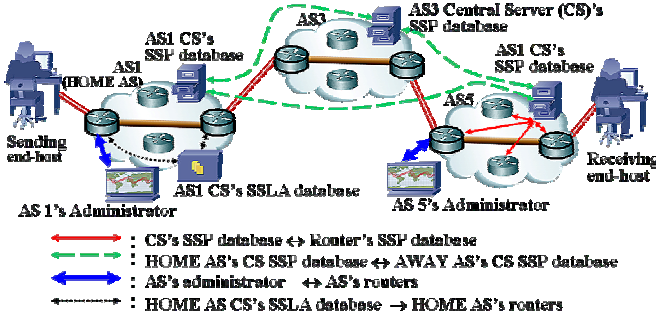 AS3 Central Server (CS)'s
SSP database
AS3
AS1 CS's
SSP database
AS1 CS's
SSP database
AS1
(HOME AS)
AS5
Sending
end-host
Receiving
end-host
AS1 CS's SSLA database
AS 1's Administrator
AS 5's Administrator
: CS's SSP database ↔ Router's SSP database
: HOME AS's CS SSP database ↔ AWAY AS's CS SSP database
: AS's administrator ↔ AS's routers
: HOME AS CS's SSLA database → HOME AS's routers